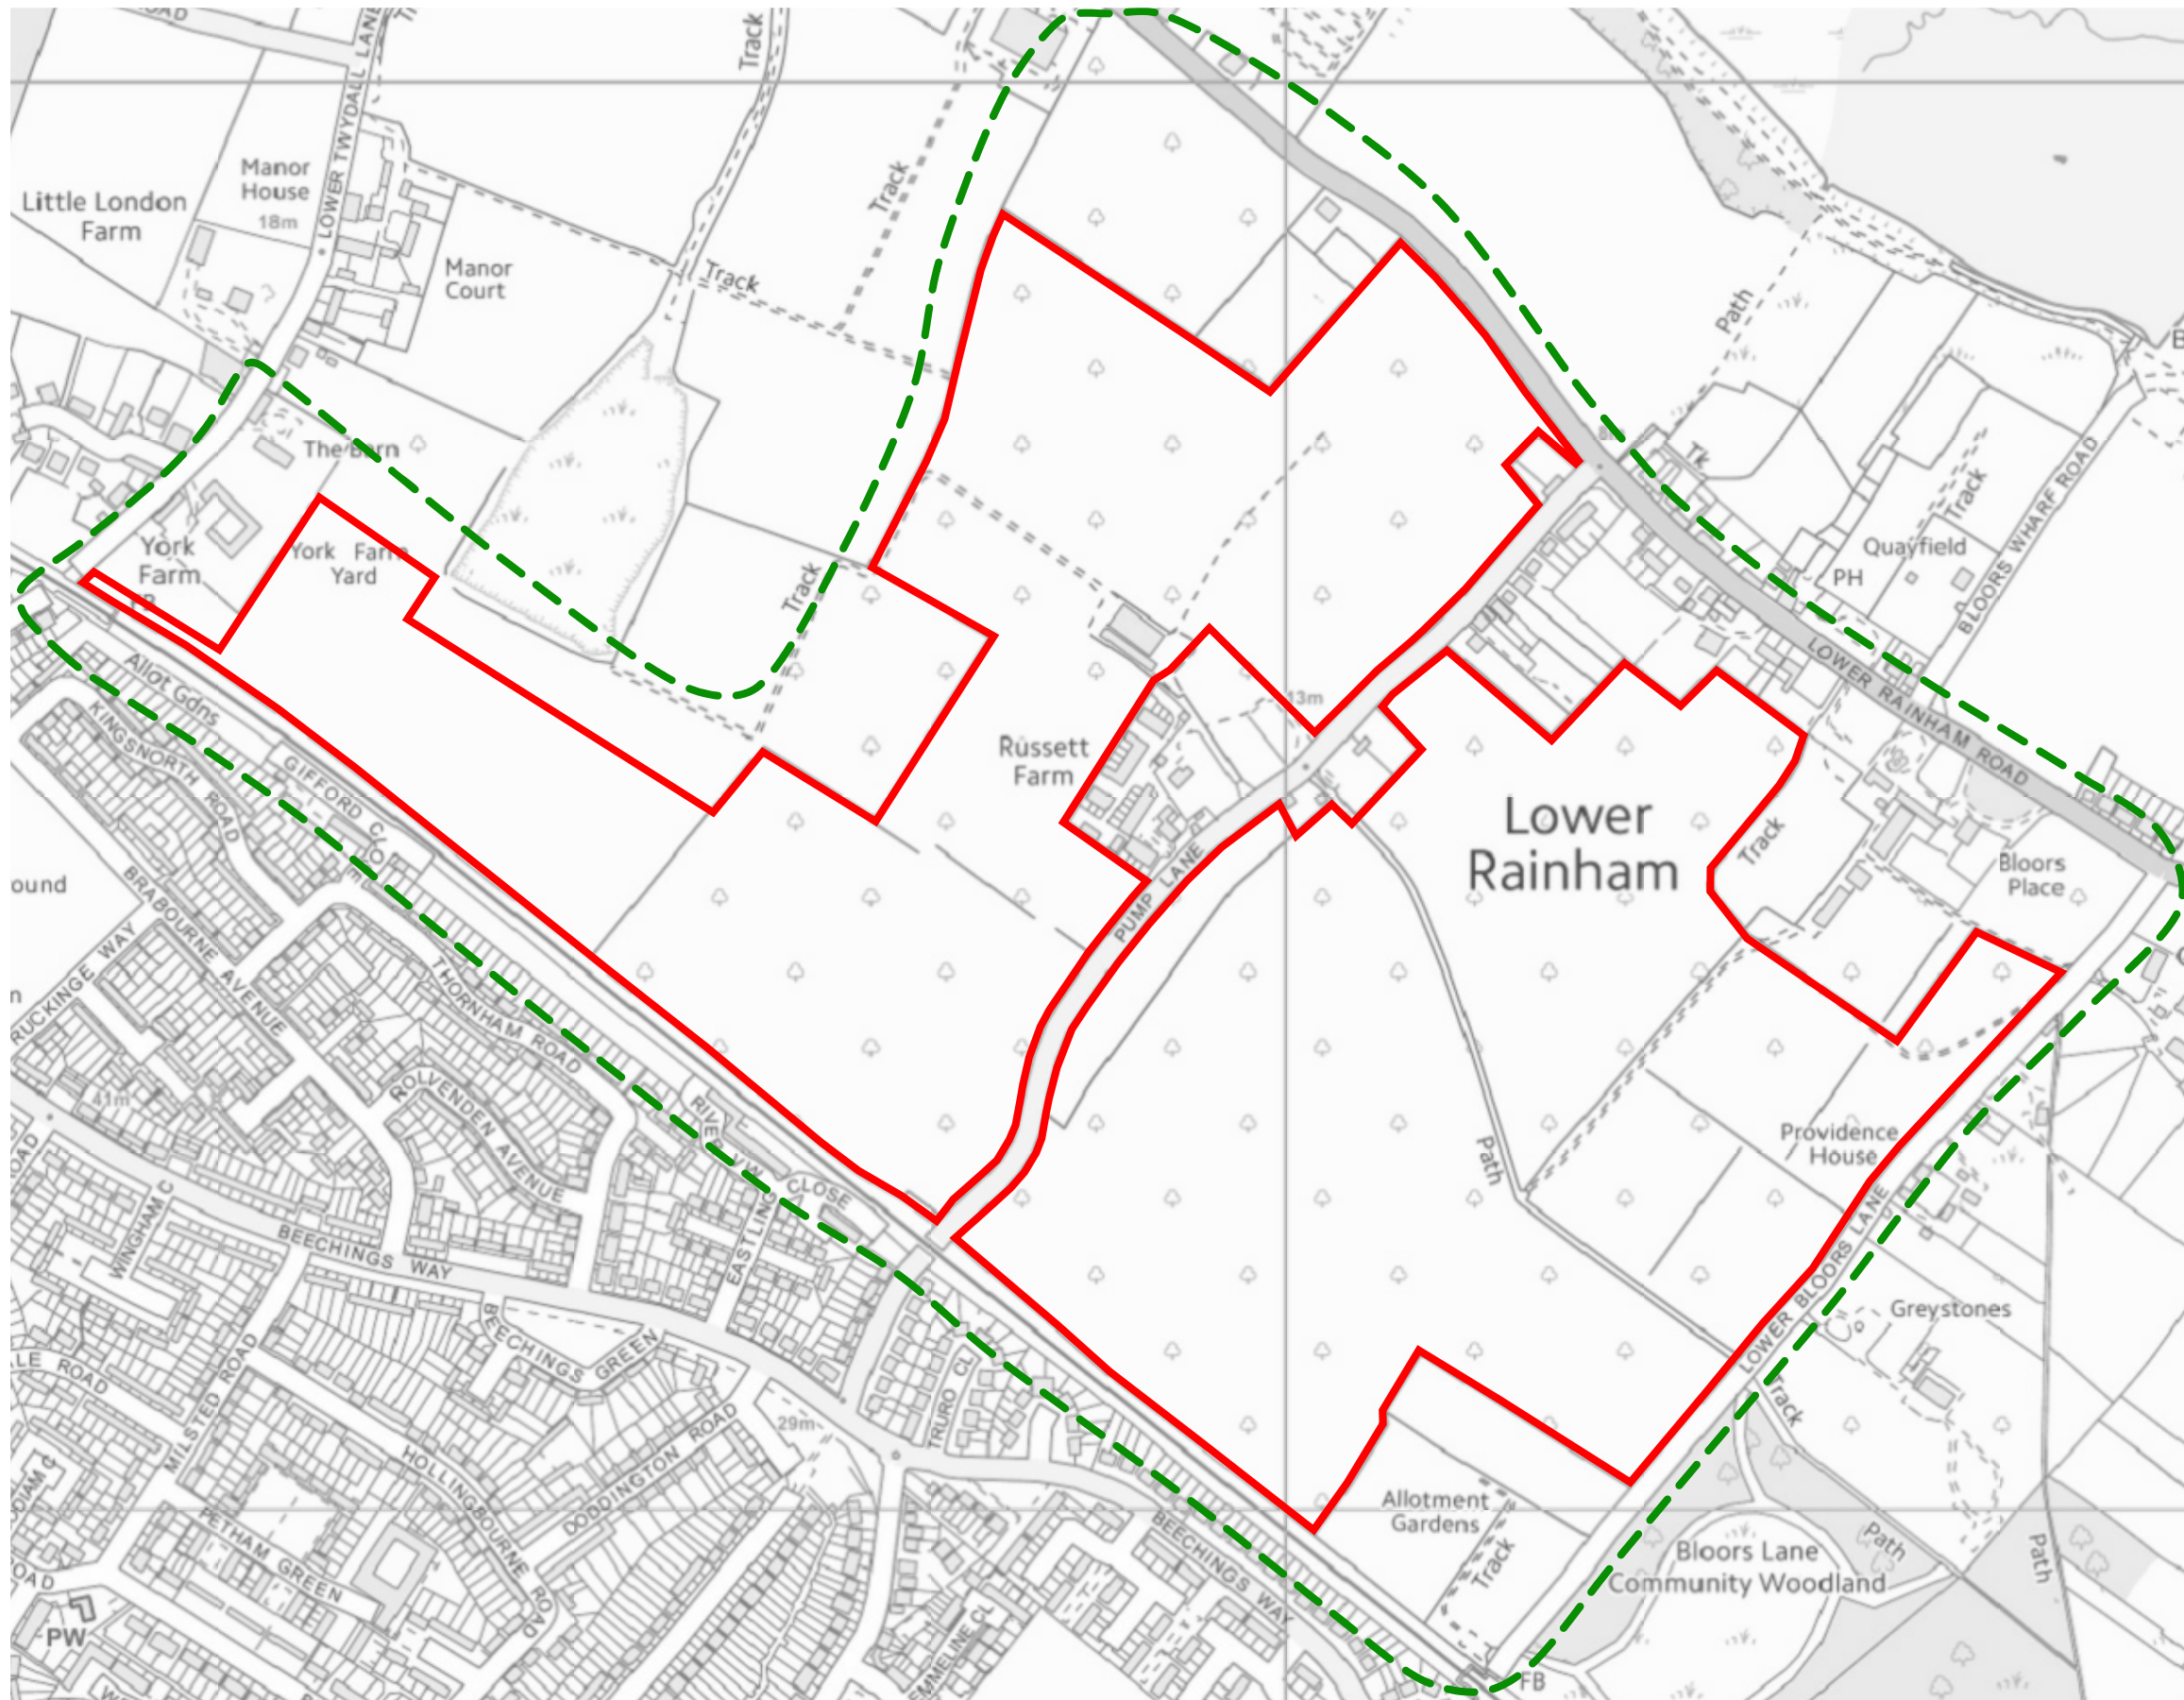 LOWER TWYDALL LANE
Track
Manor
House
18m
Little London
Farm
Manor
Court
Track
Track
Path
The Barn
York
Farm
York Farm
Yard
FB
Track
Tk
Track
Quayfield
PH
BLOORS WHARF ROAD
LOWER RAINHAM ROAD
Allot Gdns
KINGSNORTH ROAD
GIFFORD CLOSE
13m
Russett
Farm
Lower
Rainham
Track
Bloors
Place
PUMP LANE
ound
BRABOURNE AVENUE
RUCKINGE WAY
THORNHAM ROAD
ROLVENDEN AVENUE
41m
CLOSE
EASTLING
Path
Providence
House
LOWER BLOORS LANE
Greystones
WINGHAM C
BEECHINGS WAY
BEECHINGS GREEN
MILSTED ROAD
TRURO CL
29m
Track
HOLLINGBOURNE ROAD
DODDINGTON ROAD
PETHAM GREEN
BEECHINGS WAY
Allotment
Gardens
Track
Bloors Lane
Community Woodland
Path
Path
PW
FB